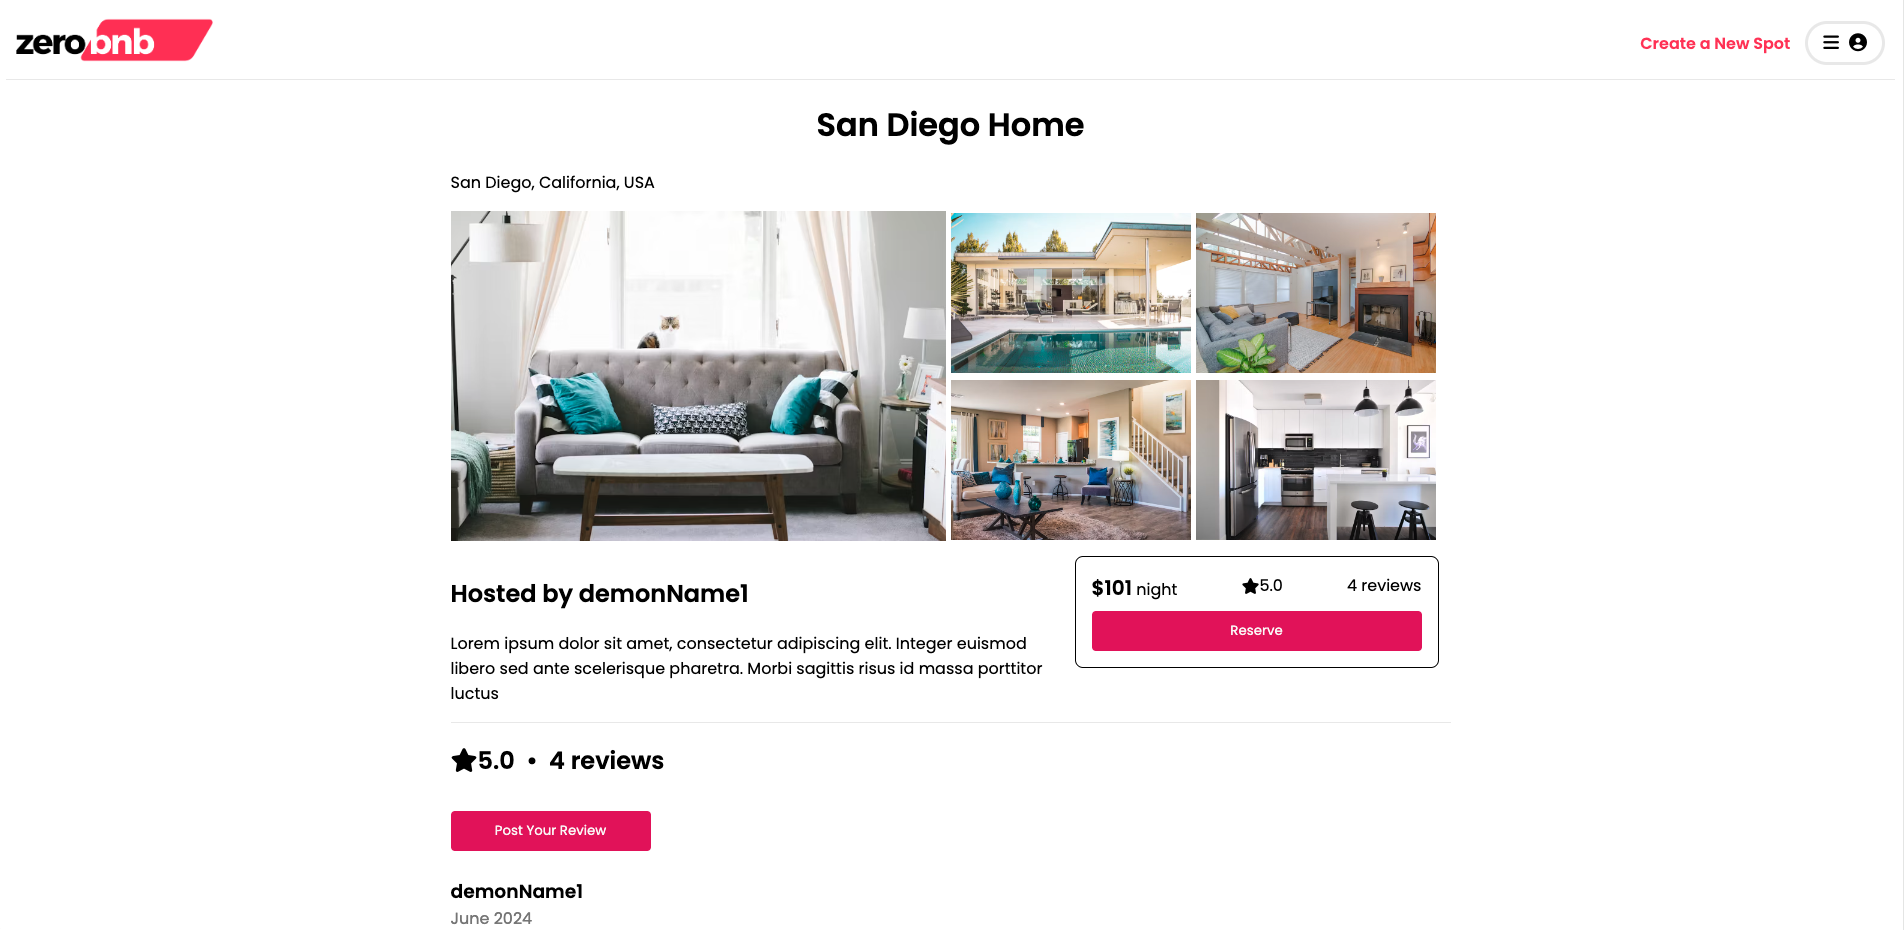 zerobnb
Create a New Spot
San Diego Home
San Diego, California, USA
Hosted by demonName1
Lorem ipsum dolor sit amet, consectetur adipiscing elit. Integer euismod
libero sed ante scelerisque pharetra. Morbi sagittis risus id massa porttitor
luctus
$101 night
5.0
4 reviews
Reserve
5.0 • 4 reviews
Post Your Review
demonName1
June 2024